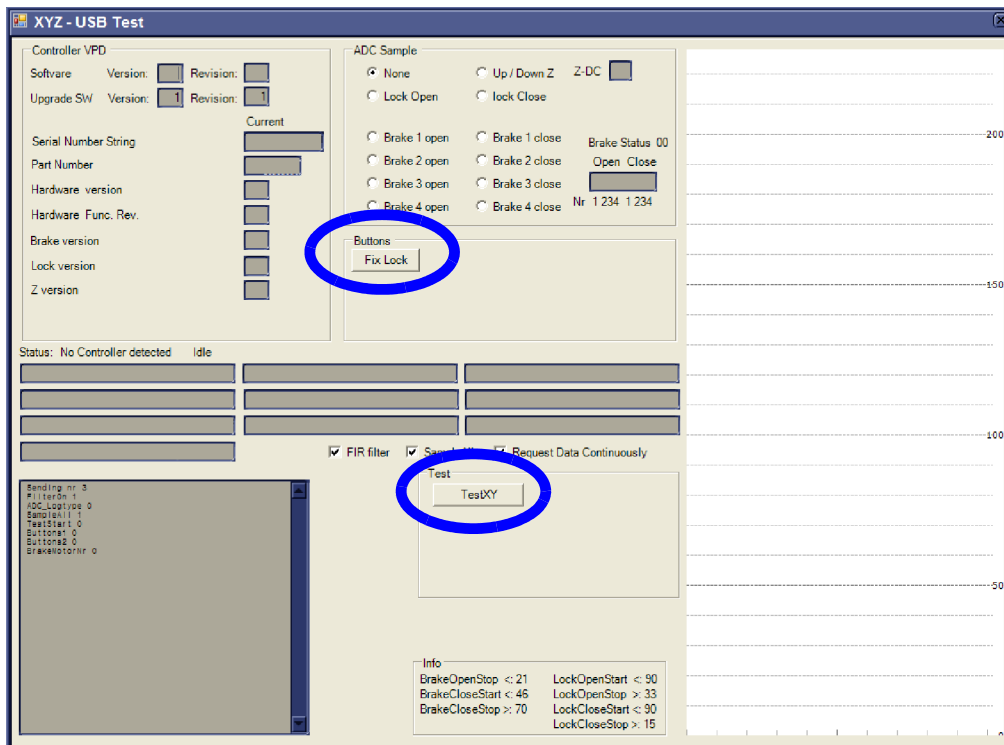 XYZ - USB Test
Controller VPD
Software Version: Revision:
Upgrade SW Version: 1 Revision: 1
Current
Serial Number String
Part Number
Hardware version
Hardware Func. Rev.
Brake version
Lock version
Z version
ADC Sample
None Up / Down Z Z-DC
Lock Open lock Close
Brake 1 open Brake 1 close Brake Status 00
Brake 2 open Brake 2 close Open Close
Brake 3 open Brake 3 close
Brake 4 open Brake 4 close Nr 1 234 1 234
Buttons
Fix Lock
Status: No Controller detected Idle
FIR filter Request Data Continuously
Sending nr 3
FilterOn 1
ADC_Logtype 0
SampleAll 1
TestStart 0
Buttons1 0
Buttons2 0
BrakeMotorNr 0
Test
TestXY
Info
BrakeOpenStop <: 21 LockOpenStart <: 90
BrakeCloseStart <: 46 LockOpenStop >: 33
BrakeCloseStop >: 70 LockCloseStart <: 90
LockCloseStop >: 15
200
150
100
50